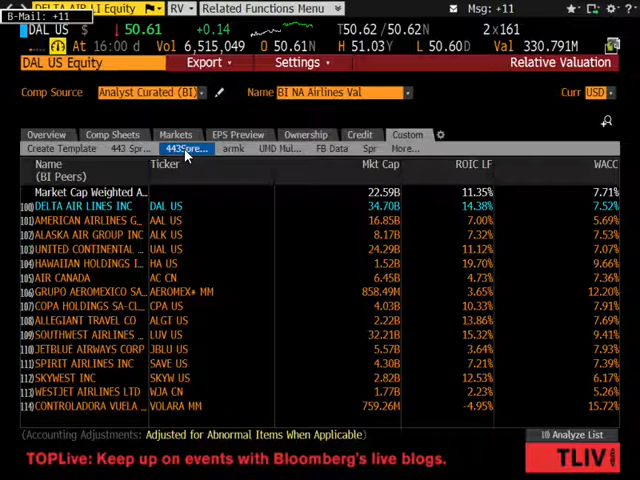 DELTA AIR LI Equity RV Related Functions Menu Msg: +11
B-Mail: +11
DAL US $ 50.61 +0.14 T50.62 / 50.62N 2 x 161
At 16:00 d Vol 6,515,049 O 50.61N H 51.03Y L 50.60D Val 330.791M
DAL US Equity Export Settings Relative Valuation
Comp Source Analyst Curated (BI) Name BI NA Airlines Val Curr USD
Overview Comp Sheets Markets EPS Preview Ownership Credit Custom
Create Template 443 Spr... 443Spre... armk UMD Mul... FB Data Spr More...
Name Ticker Mkt Cap ROIC LF WACC
(BI Peers)
Market Cap Weighted A... 22.59B 11.35% 7.71%
100) DELTA AIR LINES INC DAL US 34.70B 14.38% 7.52%
101) AMERICAN AIRLINES G... AAL US 16.85B 7.00% 5.69%
102) ALASKA AIR GROUP INC ALK US 8.17B 7.32% 7.53%
103) UNITED CONTINENTAL ... UAL US 24.29B 11.12% 7.07%
104) HAWAIIAN HOLDINGS I... HA US 1.52B 19.70% 9.66%
105) AIR CANADA AC CN 6.45B 4.73% 7.36%
106) GRUPO AEROMEXICO SA... AEROMEX* MM 858.49M 3.65% 12.20%
107) COPA HOLDINGS SA-CL... CPA US 4.03B 10.33% 7.91%
108) ALLEGIANT TRAVEL CO ALGT US 2.22B 13.86% 7.69%
109) SOUTHWEST AIRLINES ... LUV US 32.21B 15.32% 9.41%
110) JETBLUE AIRWAYS CORP JBLU US 5.57B 3.64% 7.13%
111) SPIRIT AIRLINES INC SAVE US 4.30B 7.21% 7.39%
112) SKYWEST INC SKYW US 2.82B 12.53% 6.17%
113) WESTJET AIRLINES LTD WJA CN 1.77B 2.23% 5.26%
114) CONTROLADORA VUELA ... VOLARA MM 759.26M -4.95% 15.72%
(Accounting Adjustments: Adjusted for Abnormal Items When Applicable) Analyze List
TOPLive: Keep up on events with Bloomberg's live blogs. TLIV